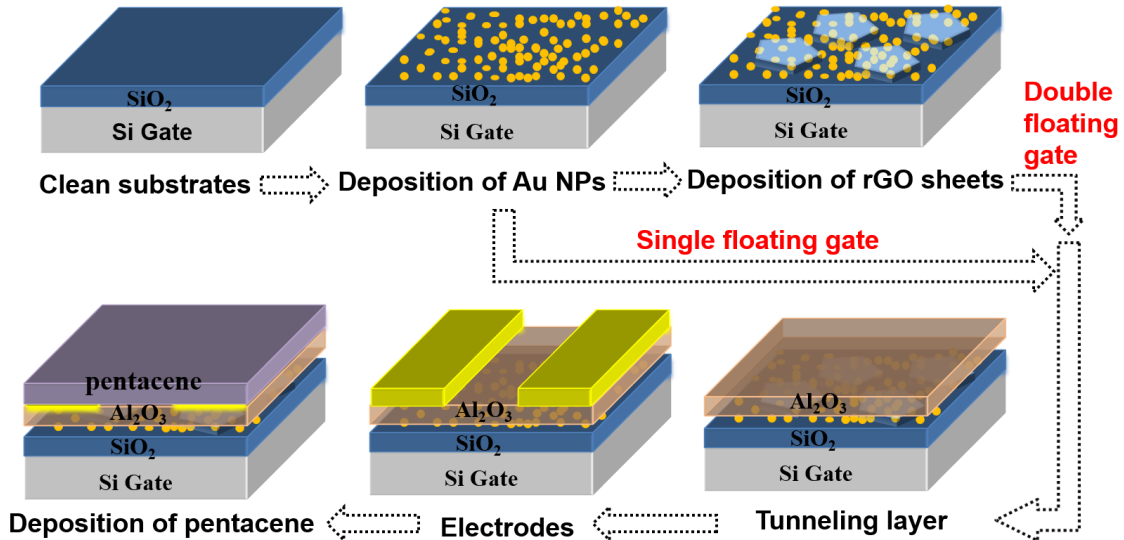 SiO₂
Si Gate
Clean substrates
SiO₂
Si Gate
Deposition of Au NPs
SiO₂
Si Gate
Deposition of rGO sheets
Double
floating
gate
Single floating gate
pentacene
Al₂O₃
SiO₂
Si Gate
Deposition of pentacene
Al₂O₃
SiO₂
Si Gate
Electrodes
Al₂O₃
SiO₂
Si Gate
Tunneling layer